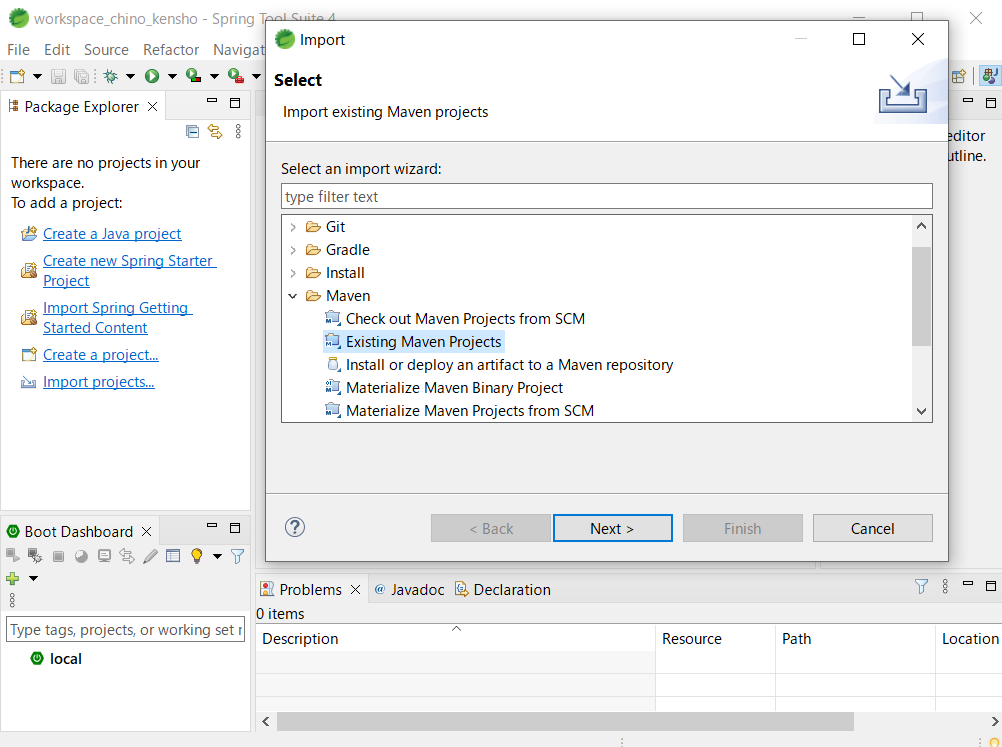 workspace_chino_kensho - Spring Tool Suite 4
File Edit Source Refactor Navigat
Package Explorer
There are no projects in your
workspace.
To add a project:
Create a Java project
Create new Spring Starter
Project
Import Spring Getting
Started Content
Create a project...
Import projects...
Import
Select
Import existing Maven projects
Select an import wizard:
type filter text
Git
Gradle
Install
Maven
Check out Maven Projects from SCM
Existing Maven Projects
Install or deploy an artifact to a Maven repository
Materialize Maven Binary Project
Materialize Maven Projects from SCM
?
< Back
Next >
Finish
Cancel
editor
utline.
Boot Dashboard
Type tags, projects, or working set r
local
Problems
@ Javadoc
Declaration
0 items
Description Resource Path Location